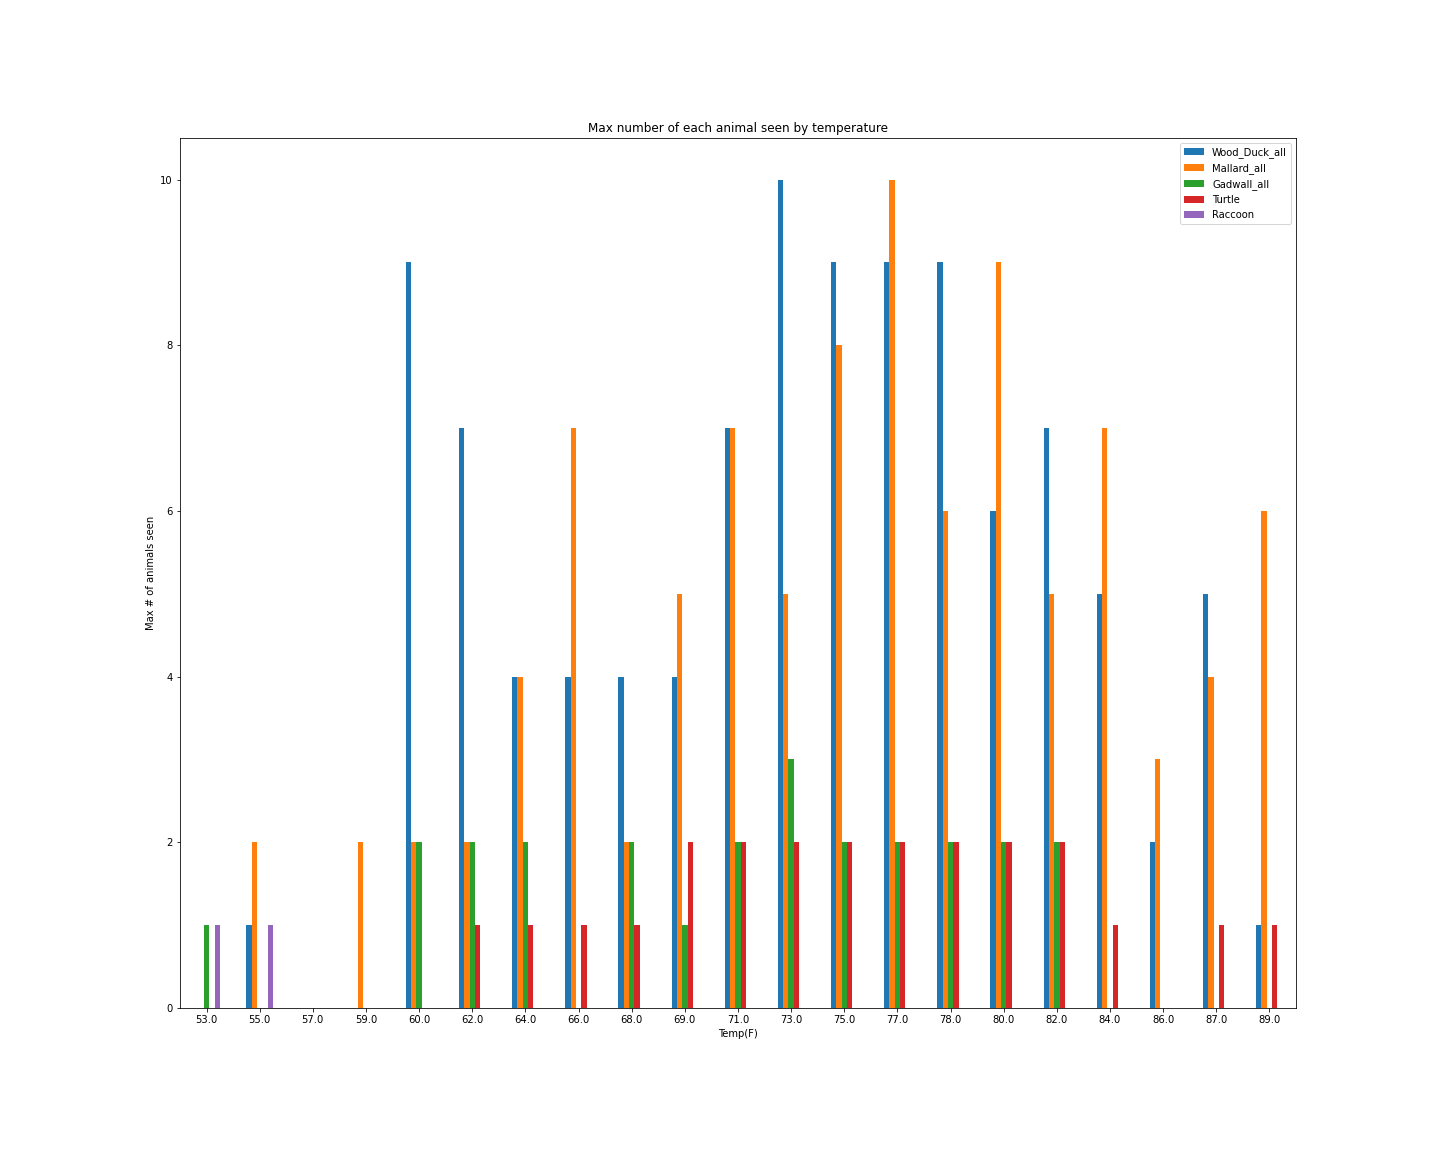 Max number of each animal seen by temperature
Wood_Duck_all
Mallard_all
Gadwall_all
Turtle
Raccoon
10
8
6
4
2
0
Max # of animals seen
53.0 55.0 57.0 59.0 60.0 62.0 64.0 66.0 68.0 69.0 71.0 73.0 75.0 77.0 78.0 80.0 82.0 84.0 86.0 87.0 89.0
Temp(F)